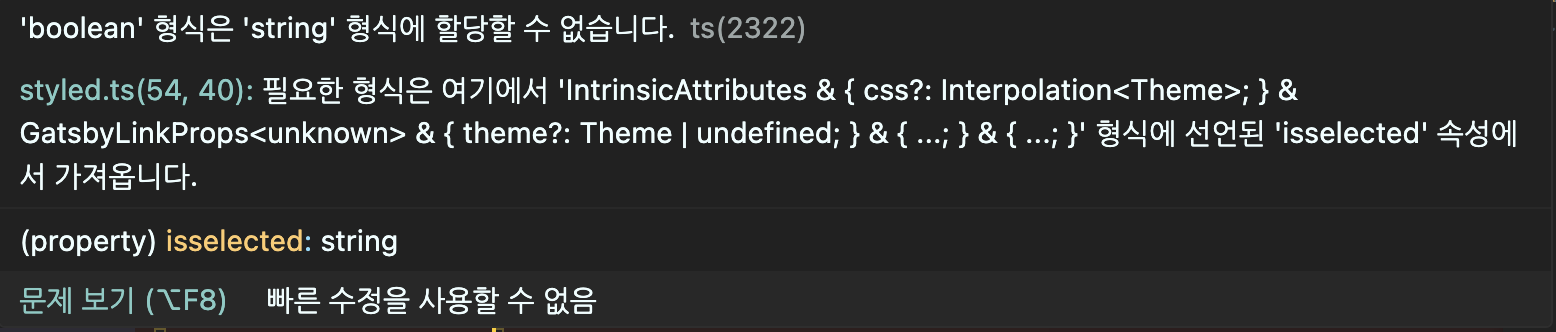 'boolean' 형식은 'string' 형식에 할당할 수 없습니다. ts(2322)
styled.ts(54, 40): 필요한 형식은 여기에서 'IntrinsicAttributes & { css?: Interpolation<Theme>; } &
GatsbyLinkProps<unknown> & { theme?: Theme | undefined; } & { ...; } & { ...; }' 형식에 선언된 'isselected' 속성에
서 가져옵니다.
(property) isselected: string
문제 보기 (⌥F8) 빠른 수정을 사용할 수 없음